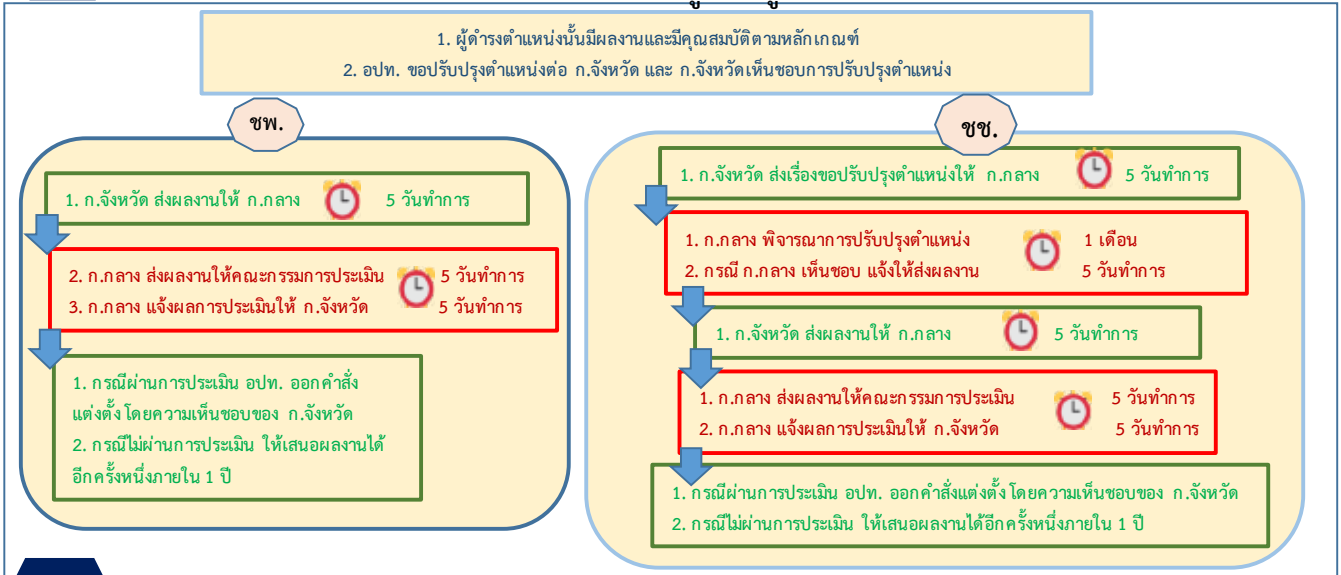 1. ผู้ดำรงตำแหน่งนั้นมีผลงานและมีคุณสมบัติตามหลักเกณฑ์
2. อปท. ขอปรับปรุงตำแหน่งต่อ ก.จังหวัด และ ก.จังหวัดเห็นชอบการปรับปรุงตำแหน่ง
ชพ.
1. ก.จังหวัด ส่งผลงานให้ ก.กลาง 5 วันทำการ
2. ก.กลาง ส่งผลงานให้คณะกรรมการประเมิน 5 วันทำการ
3. ก.กลาง แจ้งผลการประเมินให้ ก.จังหวัด 5 วันทำการ
1. กรณีผ่านการประเมิน อปท. ออกคำสั่ง
แต่งตั้ง โดยความเห็นชอบของ ก.จังหวัด
2. กรณีไม่ผ่านการประเมิน ให้เสนอผลงานได้
อีกครั้งหนึ่งภายใน 1 ปี
ชช.
1. ก.จังหวัด ส่งเรื่องขอปรับปรุงตำแหน่งให้ ก.กลาง 5 วันทำการ
1. ก.กลาง พิจารณาการปรับปรุงตำแหน่ง 1 เดือน
2. กรณี ก.กลาง เห็นชอบ แจ้งให้ส่งผลงาน 5 วันทำการ
1. ก.จังหวัด ส่งผลงานให้ ก.กลาง 5 วันทำการ
1. ก.กลาง ส่งผลงานให้คณะกรรมการประเมิน 5 วันทำการ
2. ก.กลาง แจ้งผลการประเมินให้ ก.จังหวัด 5 วันทำการ
1. กรณีผ่านการประเมิน อปท. ออกคำสั่งแต่งตั้ง โดยความเห็นชอบของ ก.จังหวัด
2. กรณีไม่ผ่านการประเมิน ให้เสนอผลงานได้อีกครั้งหนึ่งภายใน 1 ปี